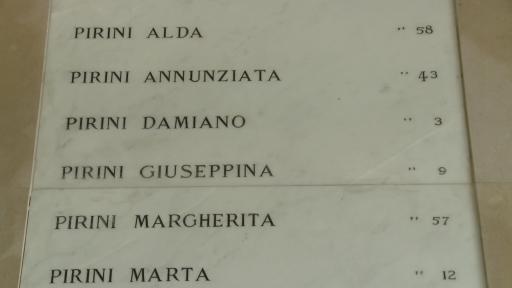 PIRINI ALDA " 58
PIRINI ANNUNZIATA " 43
PIRINI DAMIANO " 3
PIRINI GIUSEPPINA " 9
PIRINI MARGHERITA " 57
PIRINI MARTA " 12